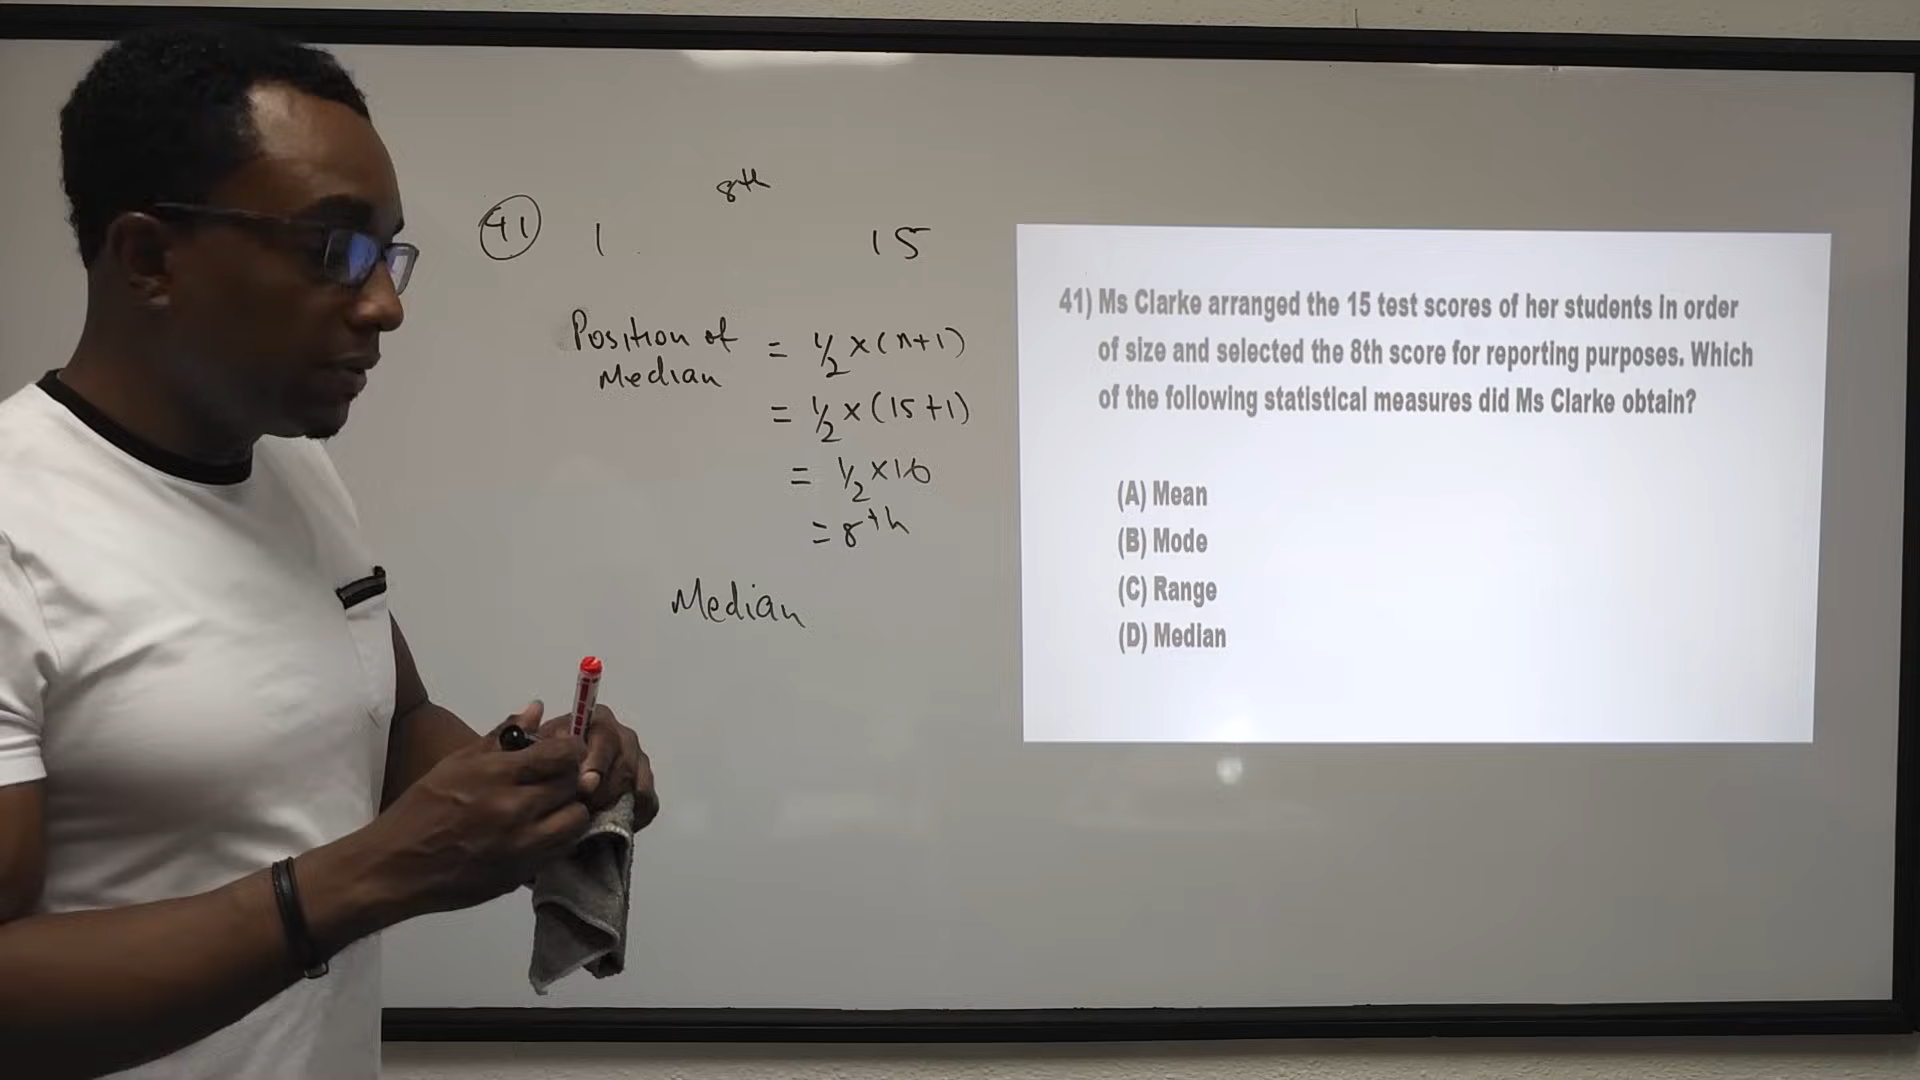 8th
41 1 15
Position of
Median
= 1/2 × (n+1)
= 1/2 × (15+1)
= 1/2 × 16
= 8th
Median
41) Ms Clarke arranged the 15 test scores of her students in order
of size and selected the 8th score for reporting purposes. Which
of the following statistical measures did Ms Clarke obtain?
(A) Mean
(B) Mode
(C) Range
(D) Median